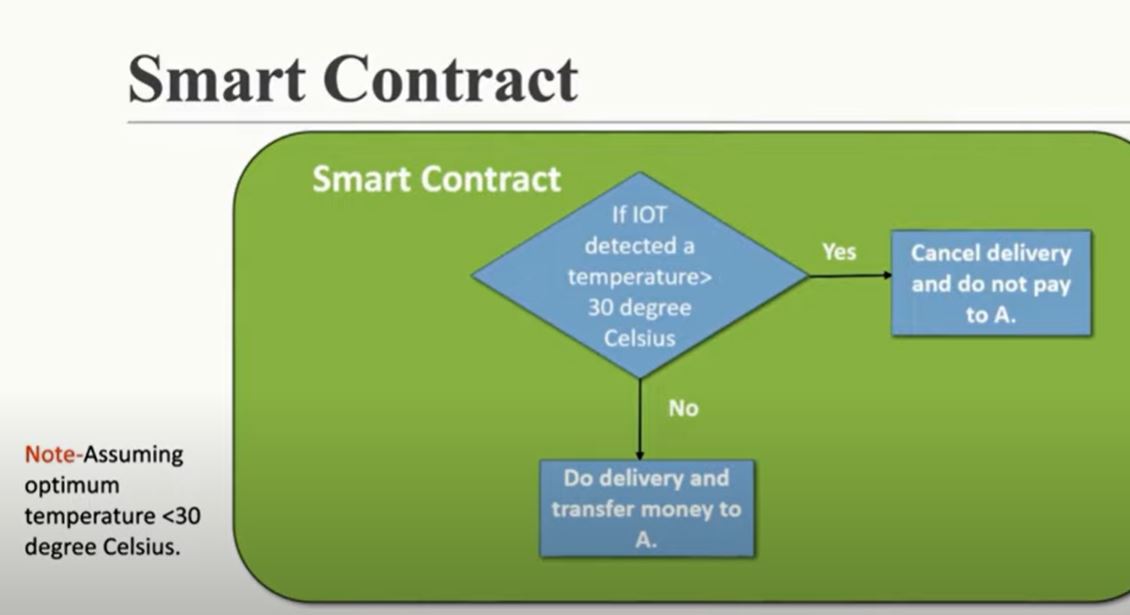 Smart Contract
Smart Contract
If IOT
detected a
temperature>
30 degree
Celsius
Yes
Cancel delivery
and do not pay
to A.
No
Do delivery and
transfer money to
A.
Note-Assuming
optimum
temperature <30
degree Celsius.